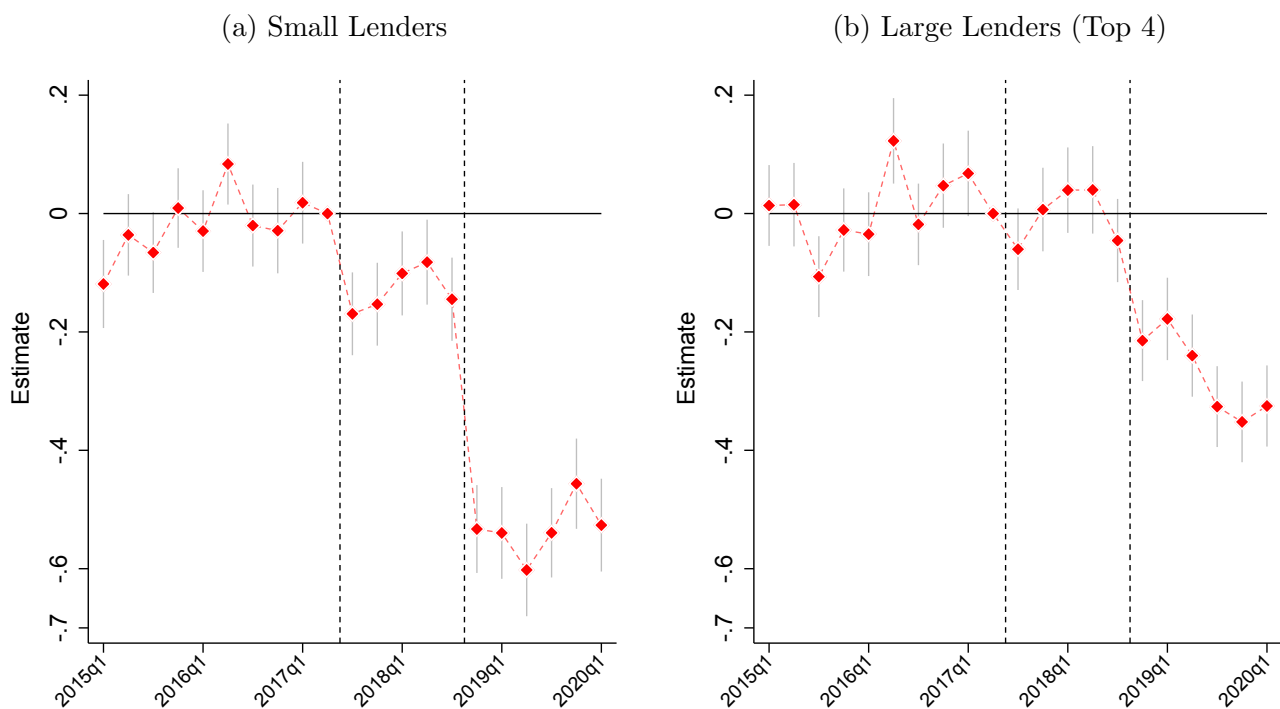 (a) Small Lenders
.2
0
-.2
-.4
-.6
-.7
Estimate
2015q1
2016q1
2017q1
2018q1
2019q1
2020q1
(b) Large Lenders (Top 4)
.2
0
-.2
-.4
-.6
-.7
Estimate
2015q1
2016q1
2017q1
2018q1
2019q1
2020q1